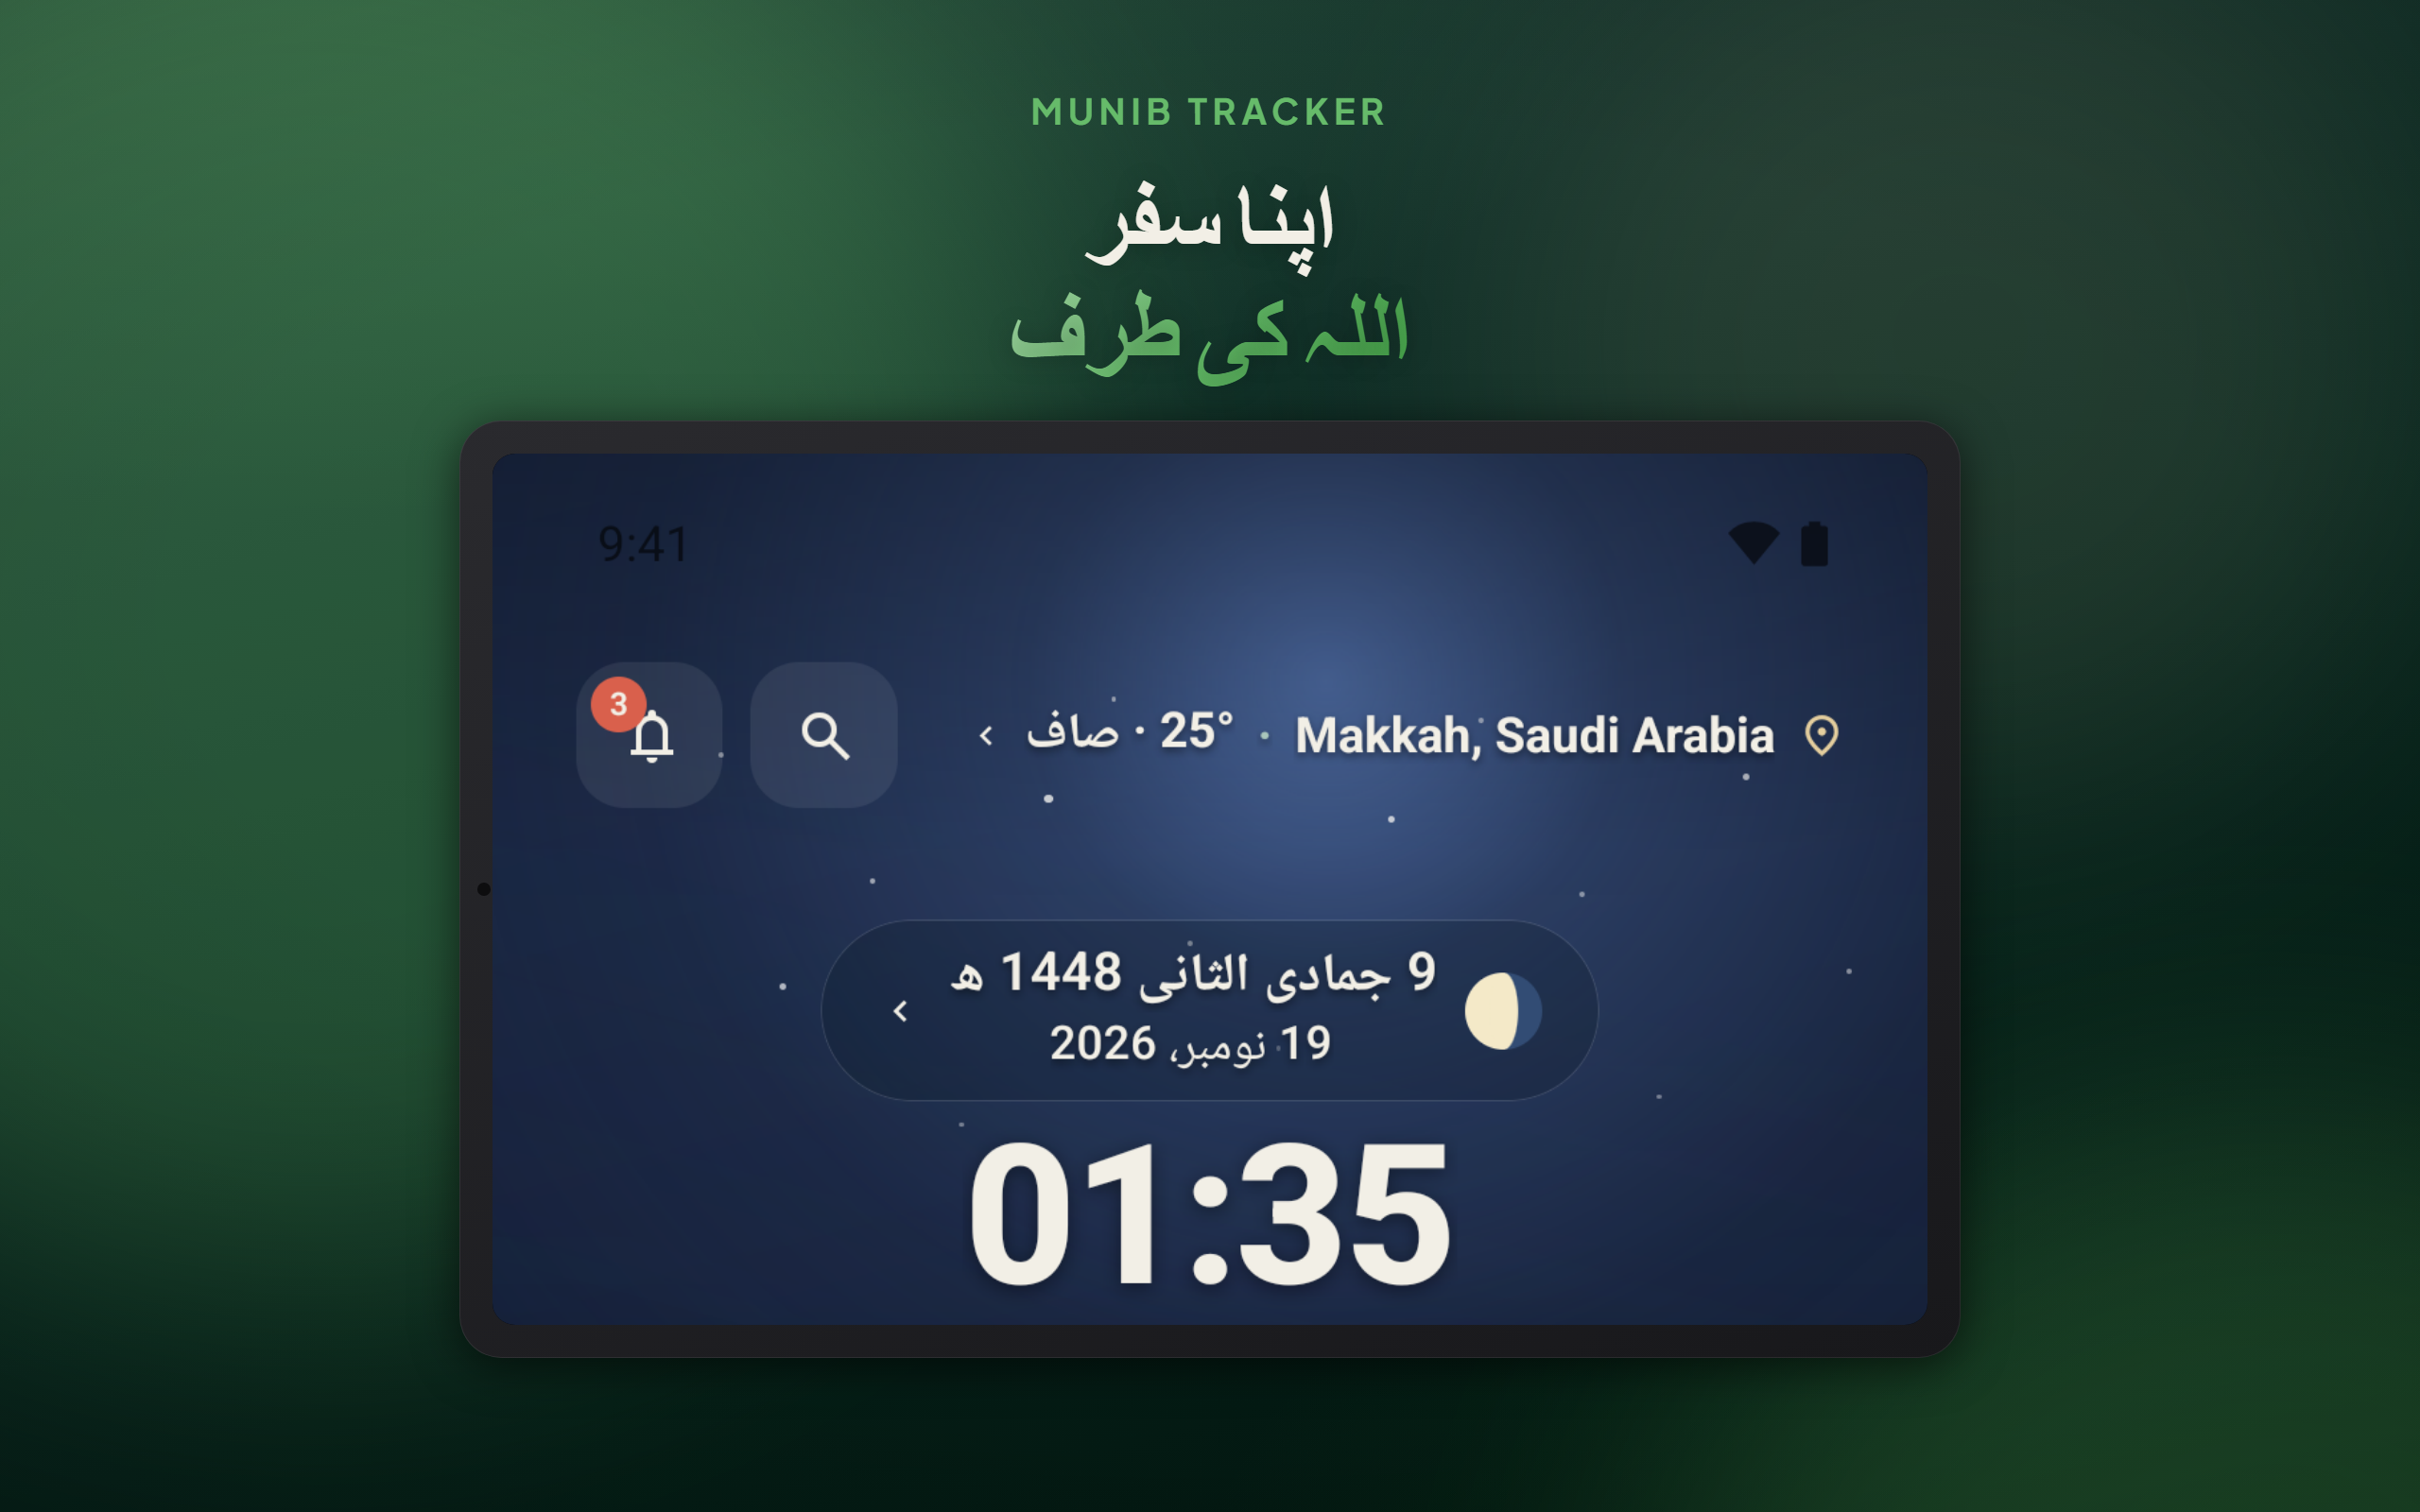 MUNIB TRACKER
اپنا سفر
اللہ کی طرف
9:41
Makkah, Saudi Arabia · 25° · صاف
3
9 جمادی الثانی 1448 ھ
19 نومبر، 2026
01:35